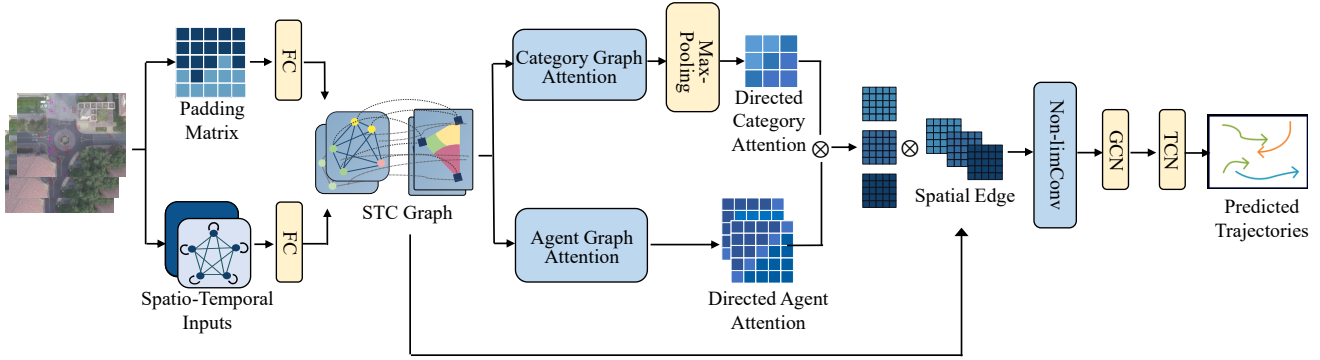 Padding
Matrix
FC
Spatio-Temporal
Inputs
FC
STC Graph
Category Graph
Attention
Max-
Pooling
Directed
Category
Attention
Agent Graph
Attention
Directed Agent
Attention
Spatial Edge
Non-limConv
GCN
TCN
Predicted
Trajectories